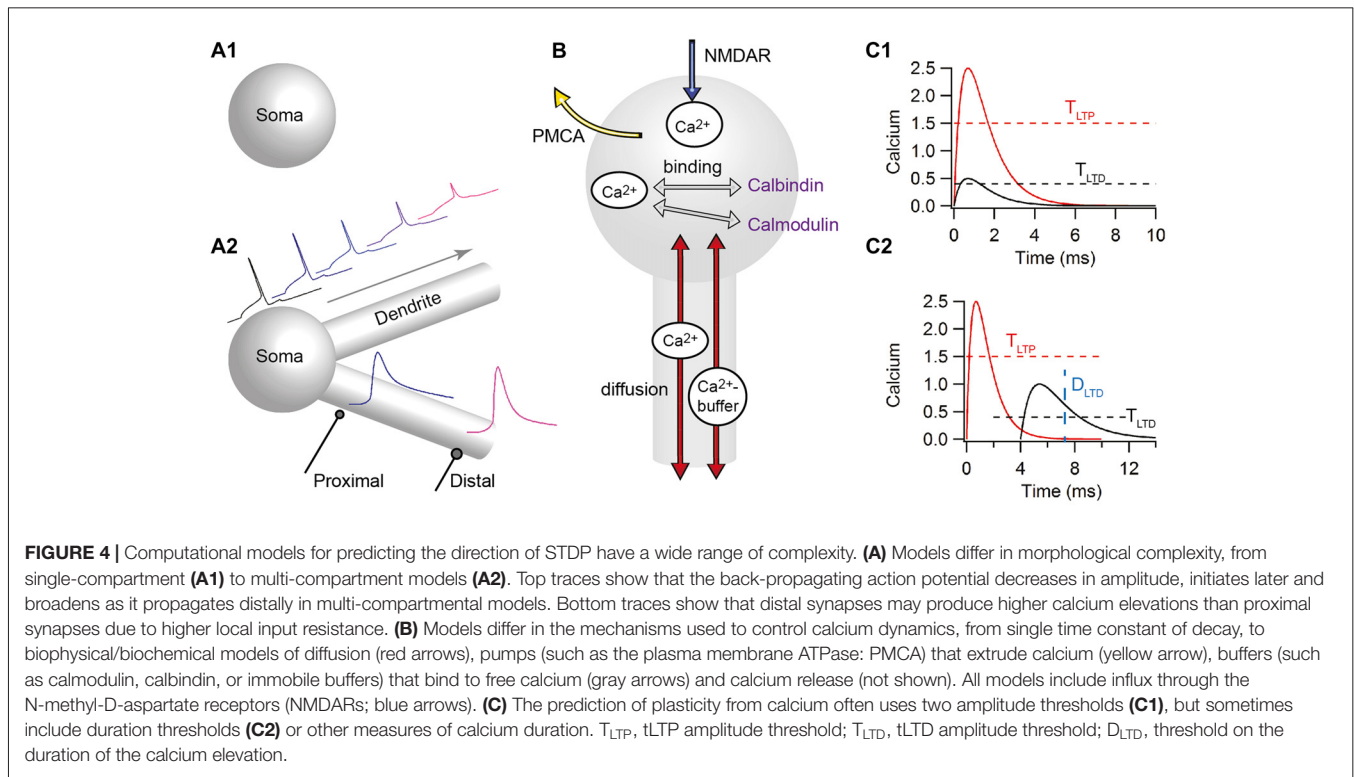 A1
Soma
A2
Dendrite
Soma
Proximal
Distal
B
NMDAR
Ca2+
PMCA
binding
Ca2+
Calbindin
Calmodulin
Ca2+
diffusion
Ca2+-
buffer
C1
2.5
2.0
1.5
1.0
0.5
0.0
Calcium
TLTP
TLTD
0 2 4 6 8 10
Time (ms)
C2
2.5
2.0
1.5
1.0
0.5
0.0
Calcium
TLTP
DLTD
TLTD
0 4 8 12
Time (ms)
FIGURE 4 | Computational models for predicting the direction of STDP have a wide range of complexity. (A) Models differ in morphological complexity, from
single-compartment (A1) to multi-compartment models (A2). Top traces show that the back-propagating action potential decreases in amplitude, initiates later and
broadens as it propagates distally in multi-compartmental models. Bottom traces show that distal synapses may produce higher calcium elevations than proximal
synapses due to higher local input resistance. (B) Models differ in the mechanisms used to control calcium dynamics, from single time constant of decay, to
biophysical/biochemical models of diffusion (red arrows), pumps (such as the plasma membrane ATPase: PMCA) that extrude calcium (yellow arrow), buffers (such
as calmodulin, calbindin, or immobile buffers) that bind to free calcium (gray arrows) and calcium release (not shown). All models include influx through the
N-methyl-D-aspartate receptors (NMDARs; blue arrows). (C) The prediction of plasticity from calcium often uses two amplitude thresholds (C1), but sometimes
include duration thresholds (C2) or other measures of calcium duration. TLTP, tLTP amplitude threshold; TLTD, tLTD amplitude threshold; DLTD, threshold on the
duration of the calcium elevation.